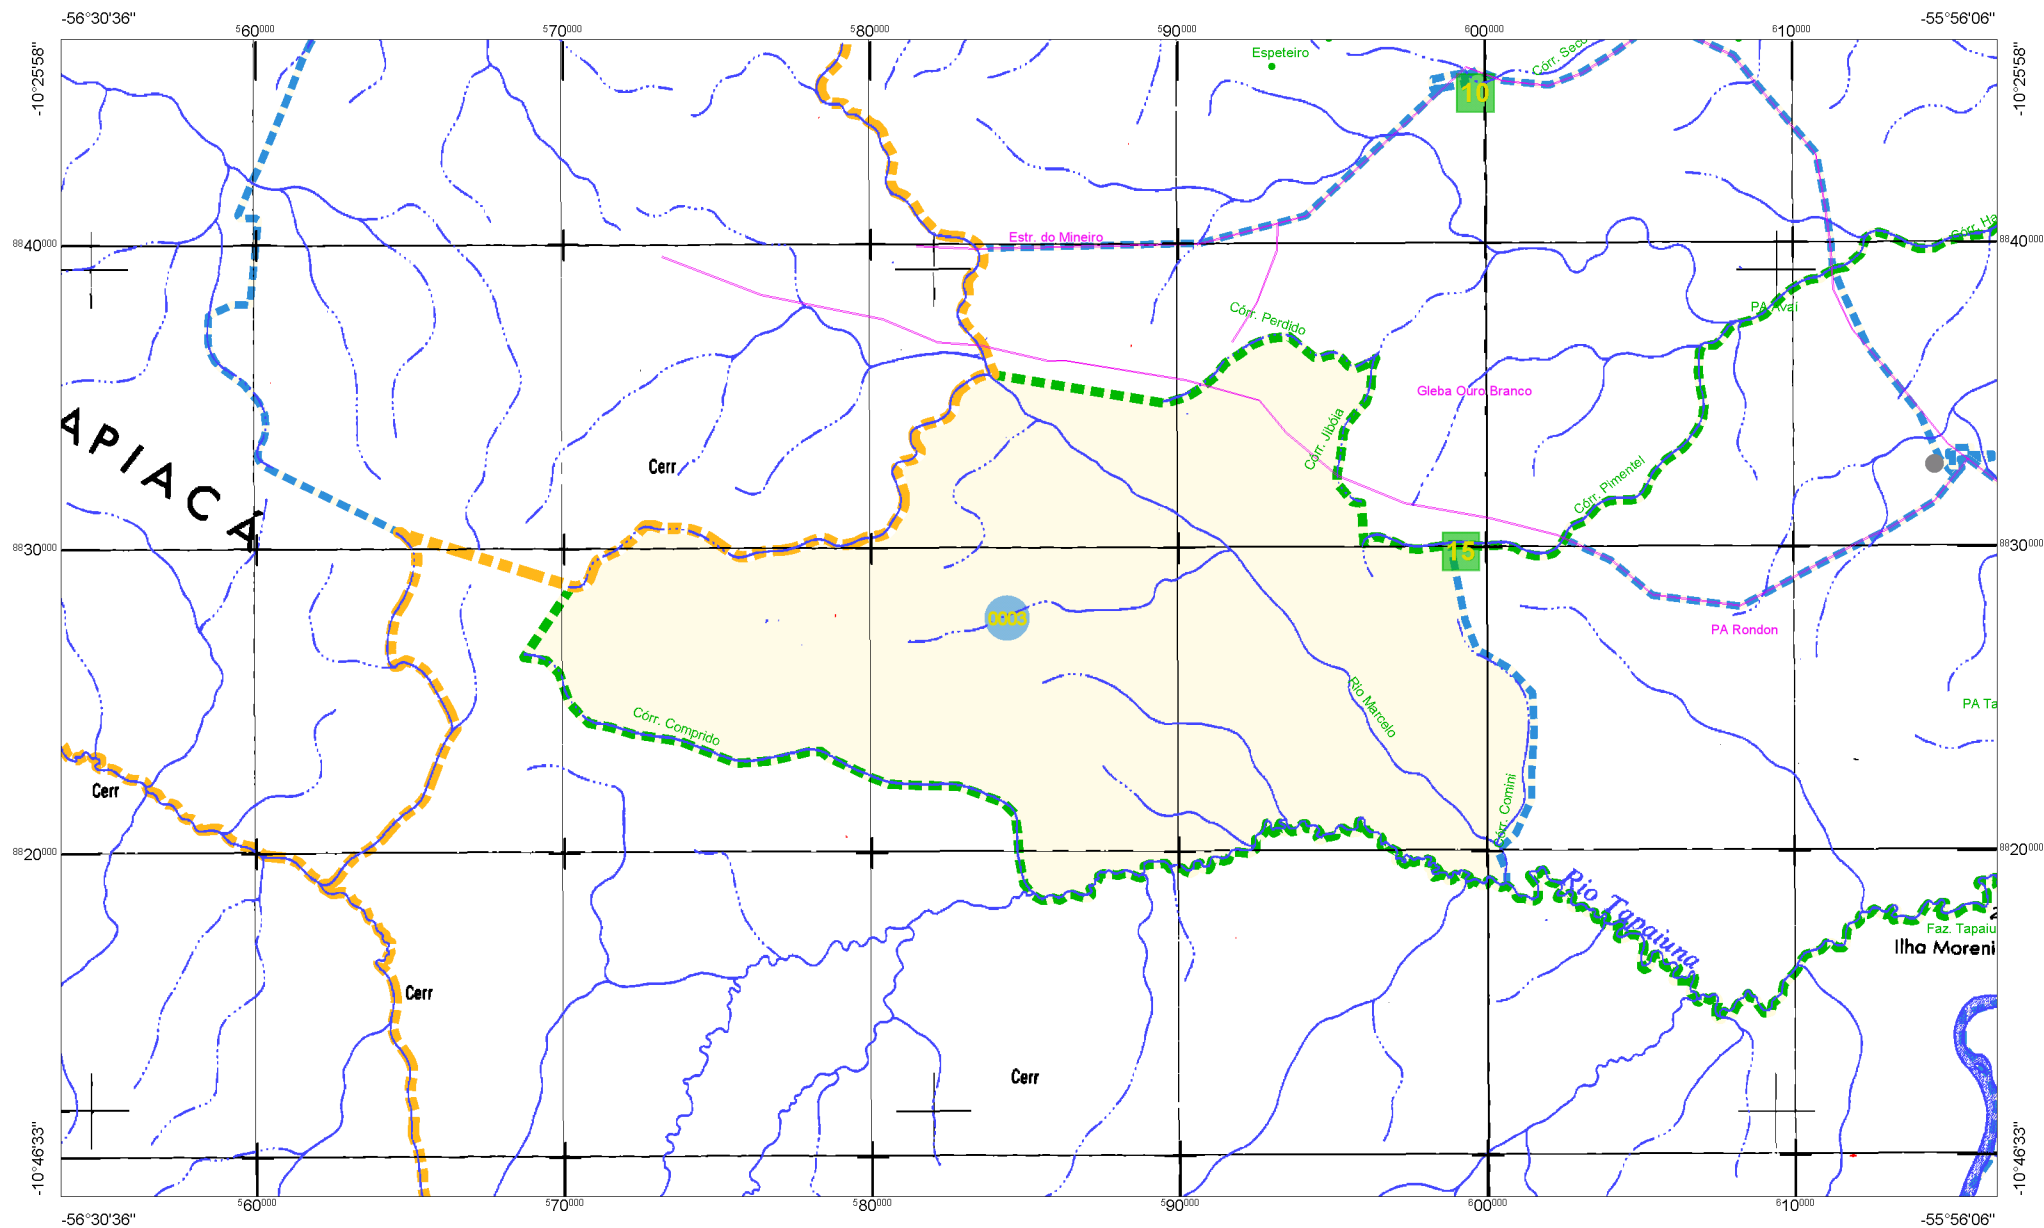 -56°30'36" -55°56'06"
560000 570000 580000 590000 600000 610000
-10°25'58" -10°25'58"
Espeteiro
Córr. Seco
10
8840000 8840000
Estr. do Mineiro
Córr. Ha
PA Avaí
Córr. Perdido
Gleba Ouro Branco
APIACÁ
Córr. Jibóia
Cerr
Córr. Pimentel
8830000 8830000
15
0003
PA Rondon
Rio Marcelo
PA Ta
Córr. Comprido
Cerr
Córr. Comini
8820000 8820000
Rio Tapaiuna
Faz. Tapaiu
Ilha Moreni
Cerr
Cerr
-10°46'33" -10°46'33"
560000 570000 580000 590000 600000 610000
-56°30'36" -55°56'06"